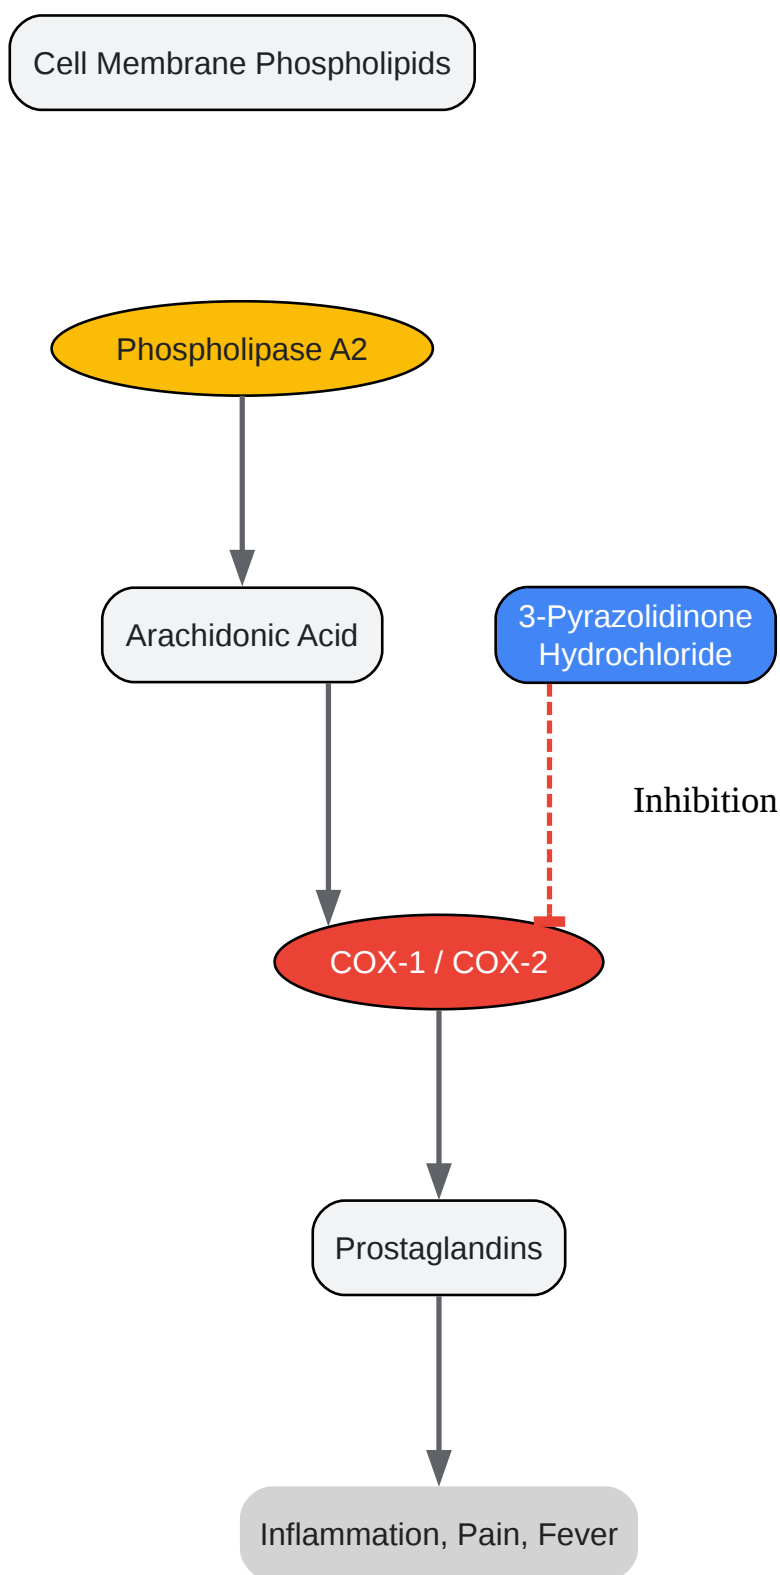 Cell Membrane Phospholipids
Phospholipase A2
Arachidonic Acid
3-Pyrazolidinone
Hydrochloride
Inhibition
COX-1 / COX-2
Prostaglandins
Inflammation, Pain, Fever